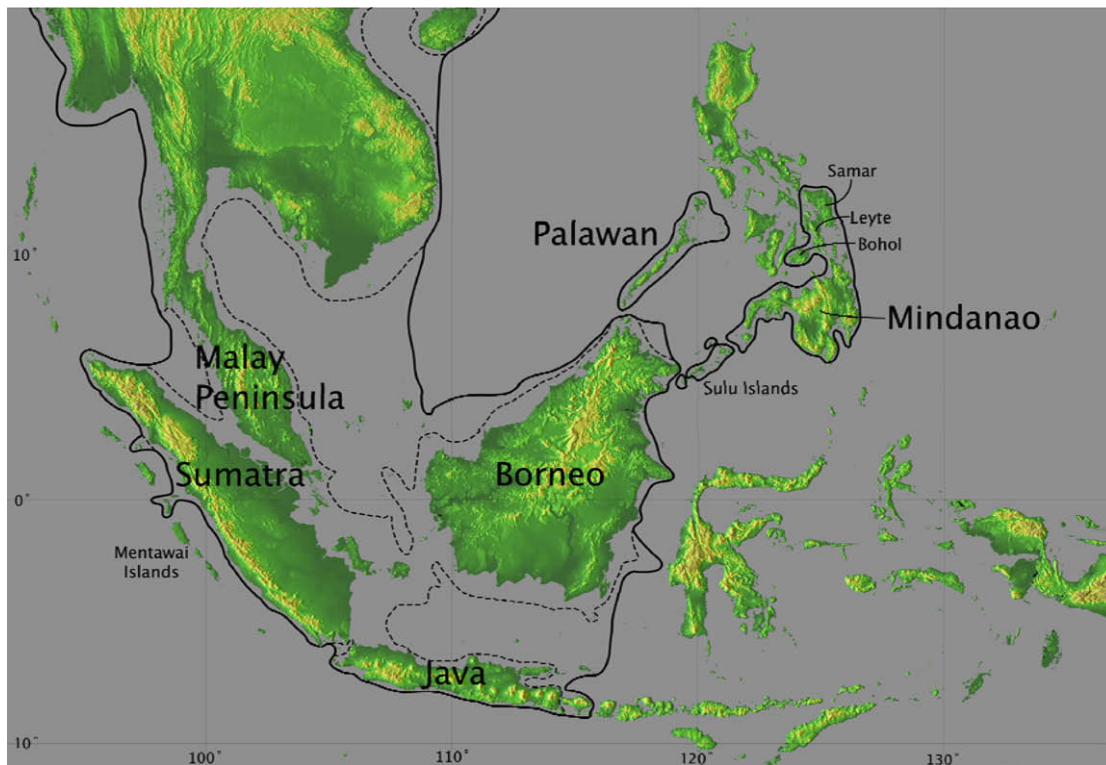 Samar
Palawan
Leyte
Bohol
10°
Mindanao
Malay
Peninsula
Sulu Islands
Sumatra
Borneo
0°
Mentawai
Islands
Java
10°
100°
110°
120°
130°